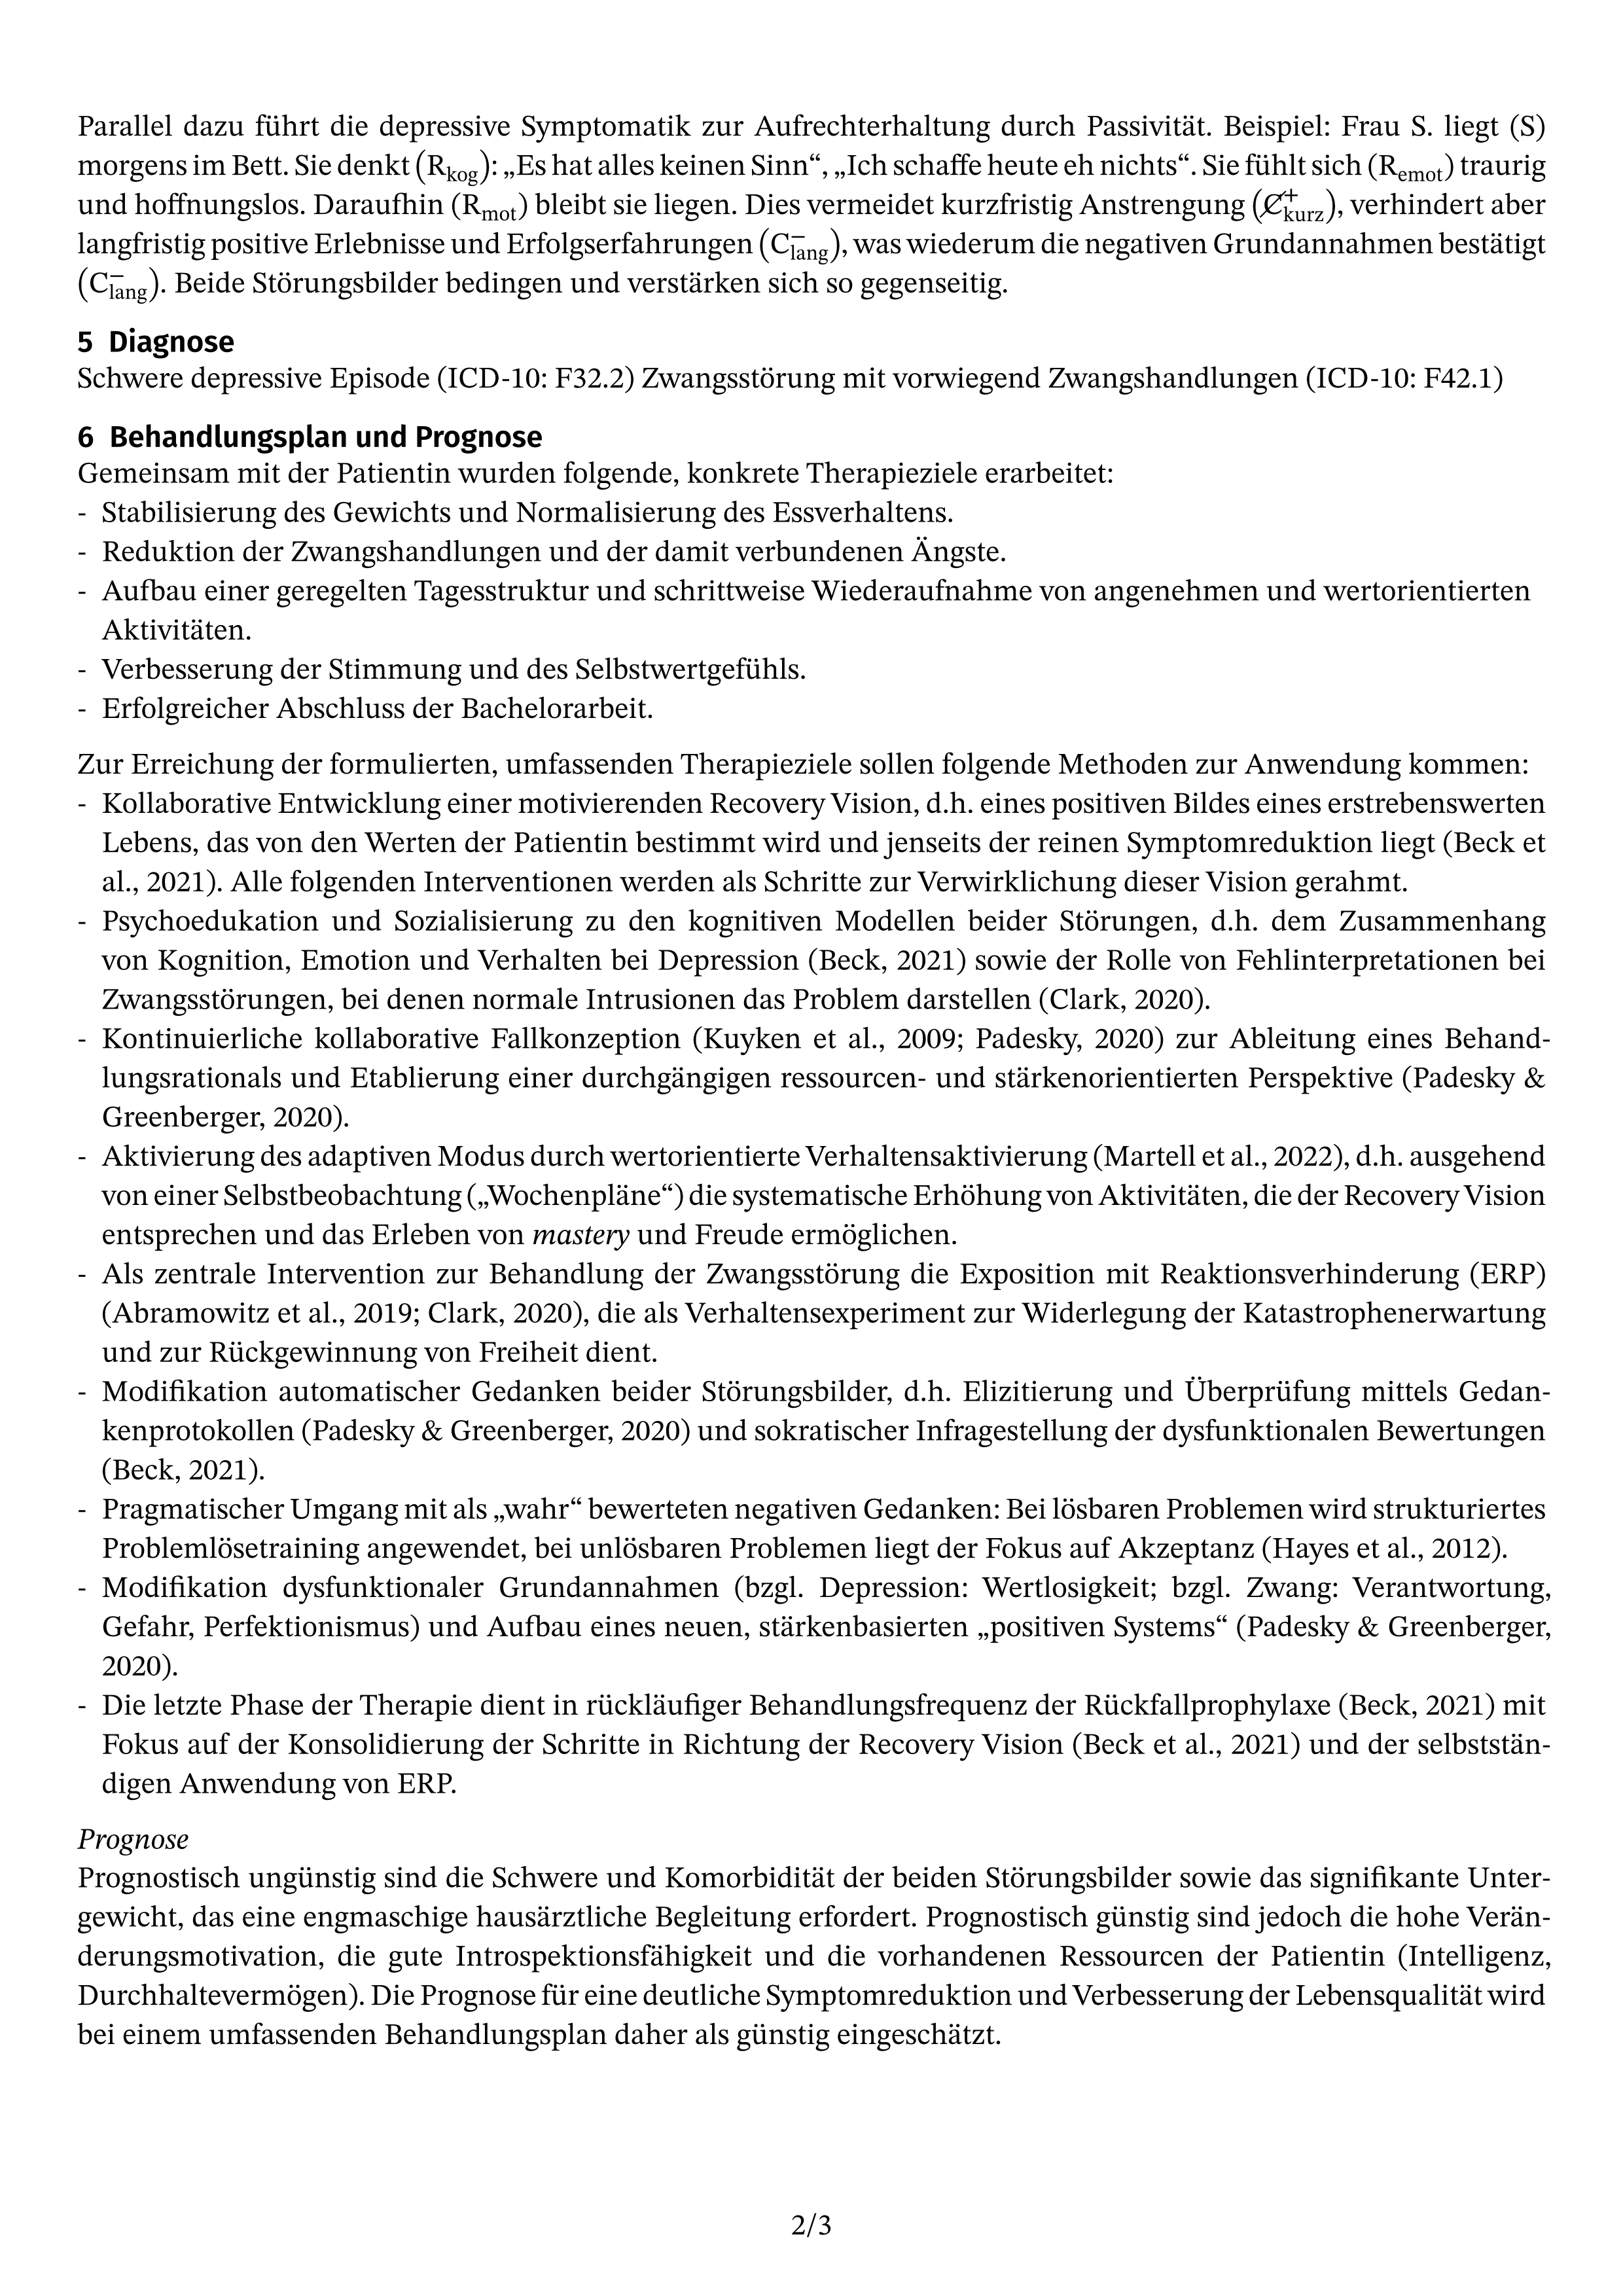 Parallel dazu führt die depressive Symptomatik zur Aufrechterhaltung durch Passivität. Beispiel: Frau S. liegt (S)
morgens im Bett. Sie denkt (R_kog): „Es hat alles keinen Sinn“, „Ich schaffe heute eh nichts“. Sie fühlt sich (R_emot) traurig
und hoffnungslos. Daraufhin (R_mot) bleibt sie liegen. Dies vermeidet kurzfristig Anstrengung (C̸⁺_kurz), verhindert aber
langfristig positive Erlebnisse und Erfolgserfahrungen (C⁻_lang), was wiederum die negativen Grundannahmen bestätigt
(C⁻_lang). Beide Störungsbilder bedingen und verstärken sich so gegenseitig.
5 Diagnose
Schwere depressive Episode (ICD-10: F32.2) Zwangsstörung mit vorwiegend Zwangshandlungen (ICD-10: F42.1)
6 Behandlungsplan und Prognose
Gemeinsam mit der Patientin wurden folgende, konkrete Therapieziele erarbeitet:
- Stabilisierung des Gewichts und Normalisierung des Essverhaltens.
- Reduktion der Zwangshandlungen und der damit verbundenen Ängste.
- Aufbau einer geregelten Tagesstruktur und schrittweise Wiederaufnahme von angenehmen und wertorientierten
Aktivitäten.
- Verbesserung der Stimmung und des Selbstwertgefühls.
- Erfolgreicher Abschluss der Bachelorarbeit.
Zur Erreichung der formulierten, umfassenden Therapieziele sollen folgende Methoden zur Anwendung kommen:
- Kollaborative Entwicklung einer motivierenden Recovery Vision, d.h. eines positiven Bildes eines erstrebenswerten
Lebens, das von den Werten der Patientin bestimmt wird und jenseits der reinen Symptomreduktion liegt (Beck et
al., 2021). Alle folgenden Interventionen werden als Schritte zur Verwirklichung dieser Vision gerahmt.
- Psychoedukation und Sozialisierung zu den kognitiven Modellen beider Störungen, d.h. dem Zusammenhang
von Kognition, Emotion und Verhalten bei Depression (Beck, 2021) sowie der Rolle von Fehlinterpretationen bei
Zwangsstörungen, bei denen normale Intrusionen das Problem darstellen (Clark, 2020).
- Kontinuierliche kollaborative Fallkonzeption (Kuyken et al., 2009; Padesky, 2020) zur Ableitung eines Behand-
lungsrationals und Etablierung einer durchgängigen ressourcen- und stärkenorientierten Perspektive (Padesky &
Greenberger, 2020).
- Aktivierung des adaptiven Modus durch wertorientierte Verhaltensaktivierung (Martell et al., 2022), d.h. ausgehend
von einer Selbstbeobachtung („Wochenpläne“) die systematische Erhöhung von Aktivitäten, die der Recovery Vision
entsprechen und das Erleben von mastery und Freude ermöglichen.
- Als zentrale Intervention zur Behandlung der Zwangsstörung die Exposition mit Reaktionsverhinderung (ERP)
(Abramowitz et al., 2019; Clark, 2020), die als Verhaltensexperiment zur Widerlegung der Katastrophenerwartung
und zur Rückgewinnung von Freiheit dient.
- Modifikation automatischer Gedanken beider Störungsbilder, d.h. Elizitierung und Überprüfung mittels Gedan-
kenprotokollen (Padesky & Greenberger, 2020) und sokratischer Infragestellung der dysfunktionalen Bewertungen
(Beck, 2021).
- Pragmatischer Umgang mit als „wahr“ bewerteten negativen Gedanken: Bei lösbaren Problemen wird strukturiertes
Problemlösetraining angewendet, bei unlösbaren Problemen liegt der Fokus auf Akzeptanz (Hayes et al., 2012).
- Modifikation dysfunktionaler Grundannahmen (bzgl. Depression: Wertlosigkeit; bzgl. Zwang: Verantwortung,
Gefahr, Perfektionismus) und Aufbau eines neuen, stärkenbasierten „positiven Systems“ (Padesky & Greenberger,
2020).
- Die letzte Phase der Therapie dient in rückläufiger Behandlungsfrequenz der Rückfallprophylaxe (Beck, 2021) mit
Fokus auf der Konsolidierung der Schritte in Richtung der Recovery Vision (Beck et al., 2021) und der selbststän-
digen Anwendung von ERP.
Prognose
Prognostisch ungünstig sind die Schwere und Komorbidität der beiden Störungsbilder sowie das signifikante Unter-
gewicht, das eine engmaschige hausärztliche Begleitung erfordert. Prognostisch günstig sind jedoch die hohe Verän-
derungsmotivation, die gute Introspektionsfähigkeit und die vorhandenen Ressourcen der Patientin (Intelligenz,
Durchhaltevermögen). Die Prognose für eine deutliche Symptomreduktion und Verbesserung der Lebensqualität wird
bei einem umfassenden Behandlungsplan daher als günstig eingeschätzt.
2/3